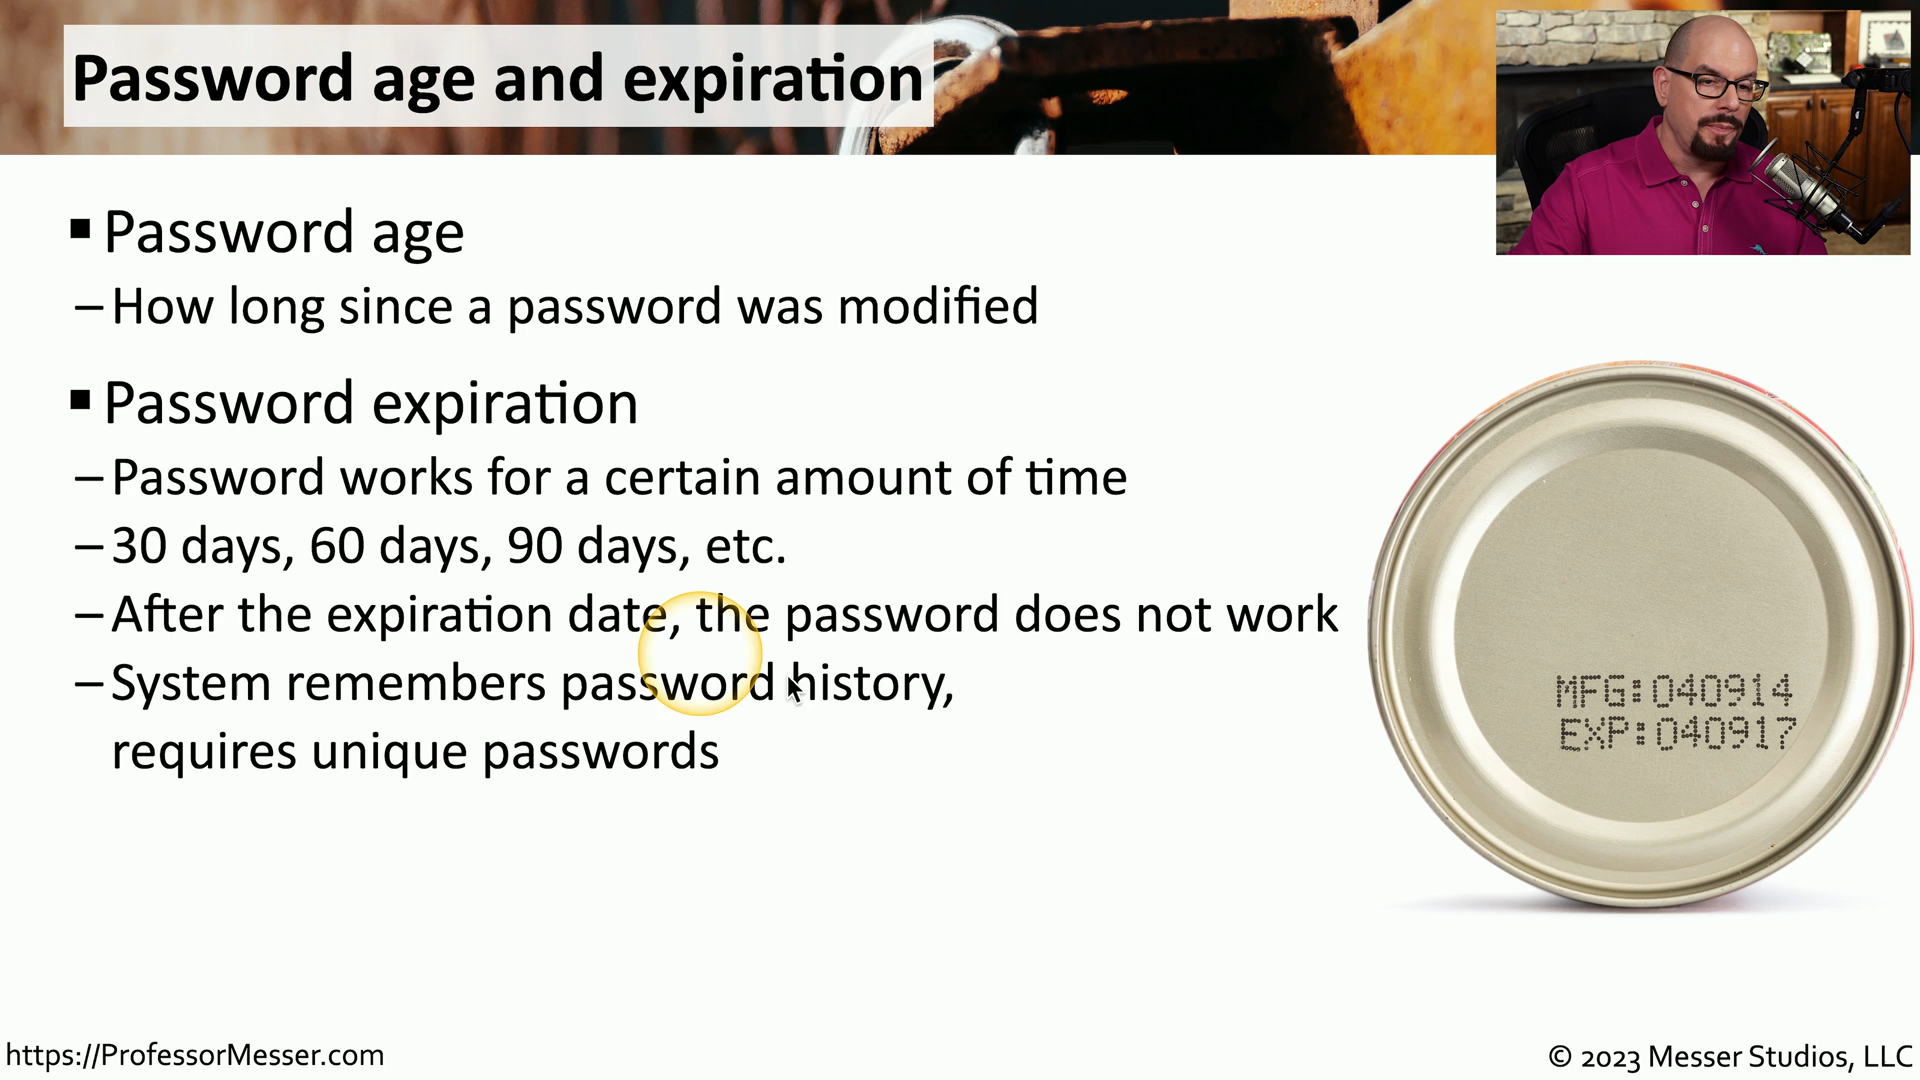 Password age and expiration
▪ Password age
– How long since a password was modified
▪ Password expiration
– Password works for a certain amount of time
– 30 days, 60 days, 90 days, etc.
– After the expiration date, the password does not work
– System remembers password history,
requires unique passwords
MFG:040914
EXP:040917
https://ProfessorMesser.com
© 2023 Messer Studios, LLC